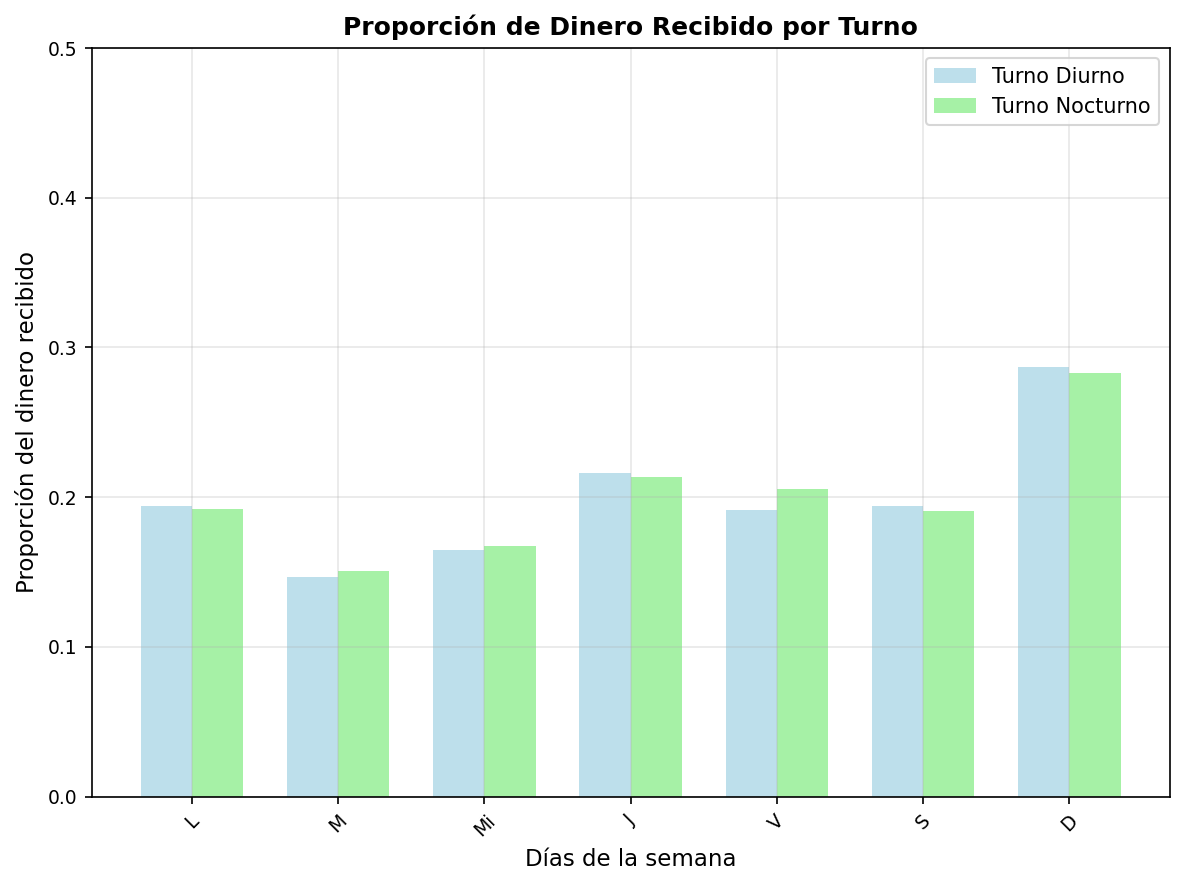 Proporción de Dinero Recibido por Turno
Turno Diurno
Turno Nocturno
Proporción del dinero recibido
0.5
0.4
0.3
0.2
0.1
0.0
L M Mi J V S D
Días de la semana